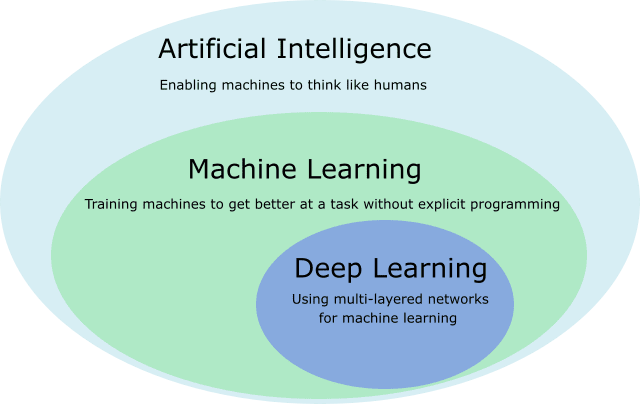 Artificial Intelligence
Enabling machines to think like humans
Machine Learning
Training machines to get better at a task without explicit programming
Deep Learning
Using multi-layered networks
for machine learning